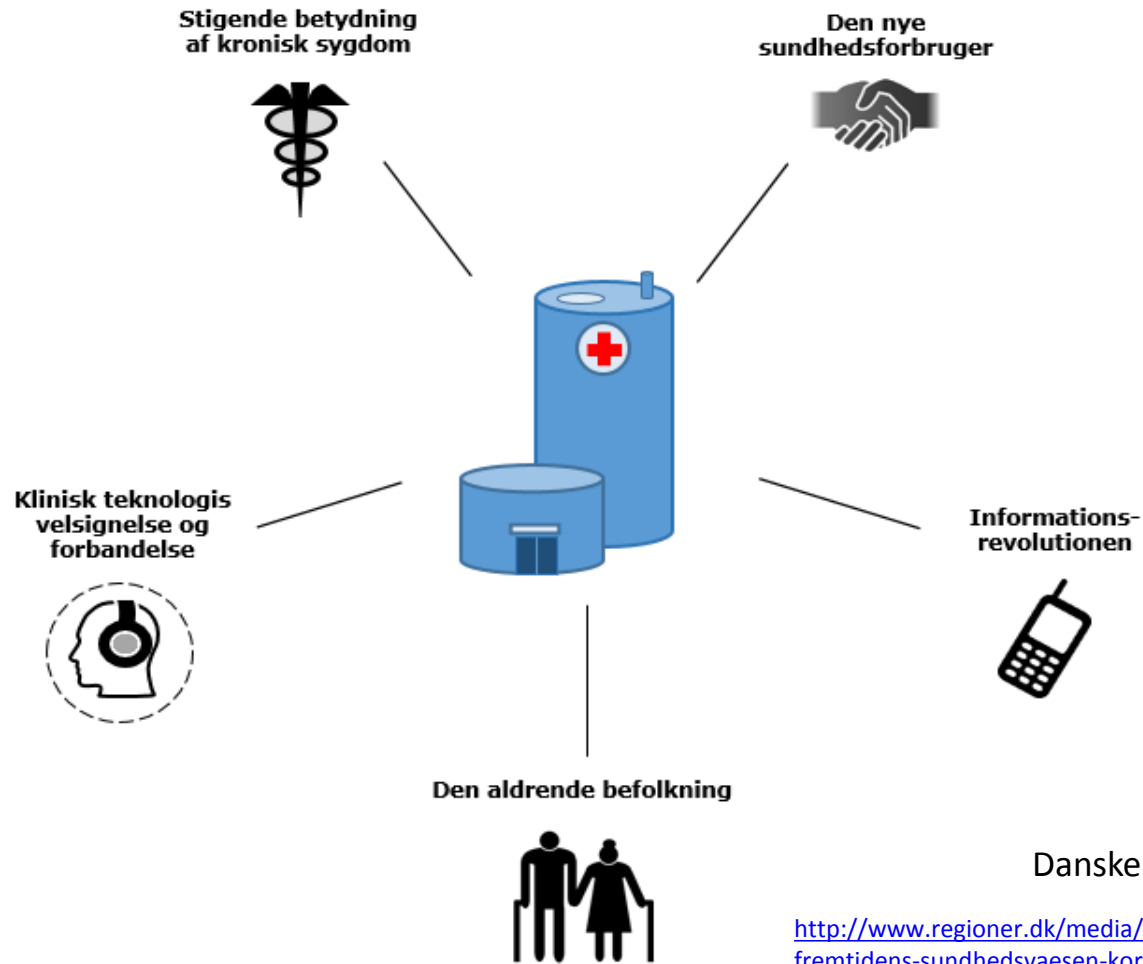 Stigende betydning
af kronisk sygdom
Den nye
sundhedsforbruger
Klinisk teknologis
velsignelse og
forbandelse
Informations-
revolutionen
Den aldrende befolkning
Danske
http://www.regioner.dk/media/
fremtidens-sundhedsvaesen-kor